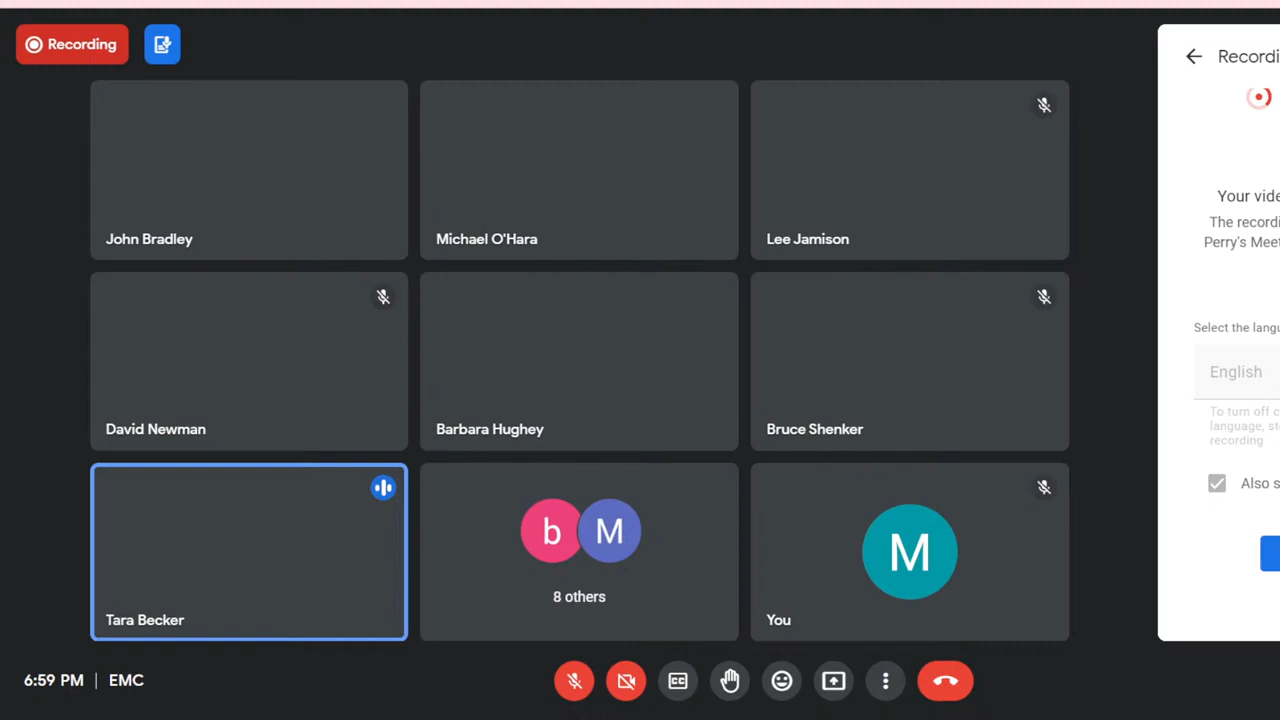 Recording
John Bradley
Michael O'Hara
Lee Jamison
David Newman
Barbara Hughey
Bruce Shenker
Tara Becker
b
M
8 others
M
You
6:59 PM | EMC
CC
Recordi
Your vide
The recordi
Perry's Meet
Select the langu
English
To turn off c
language, st
recording
Also s